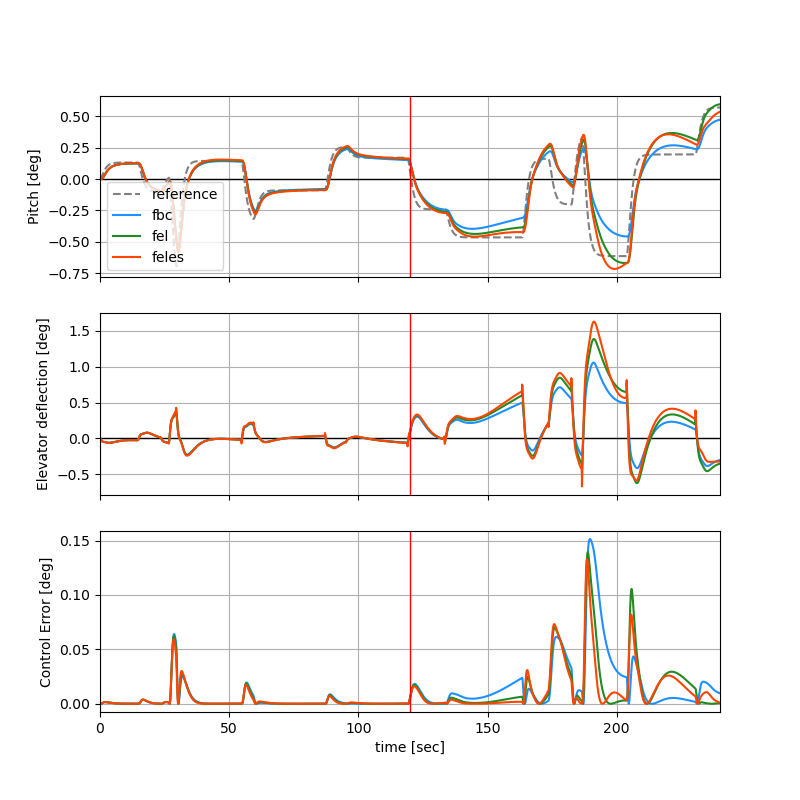 Pitch [deg]
0.50
0.25
0.00
−0.25
−0.50
−0.75
reference
fbc
fel
feles
Elevator deflection [deg]
1.5
1.0
0.5
0.0
−0.5
Control Error [deg]
0.15
0.10
0.05
0.00
0 50 100 150 200
time [sec]